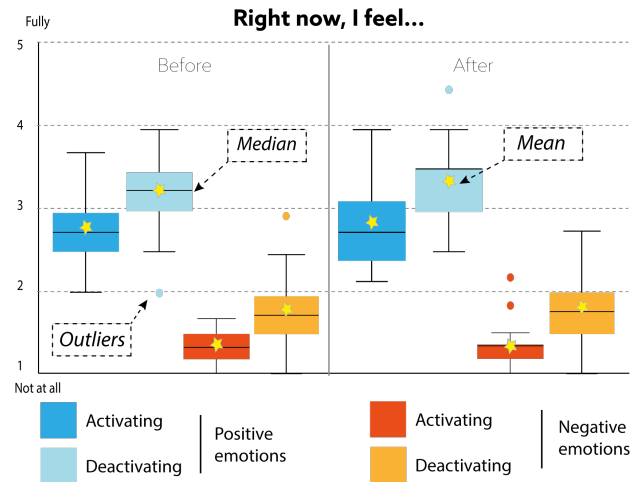 Right now, I feel...
Fully
5
Before
After
4
Median
Mean
3
2
Outliers
1
Not at all
Activating
Positive
emotions
Deactivating
Activating
Negative
emotions
Deactivating